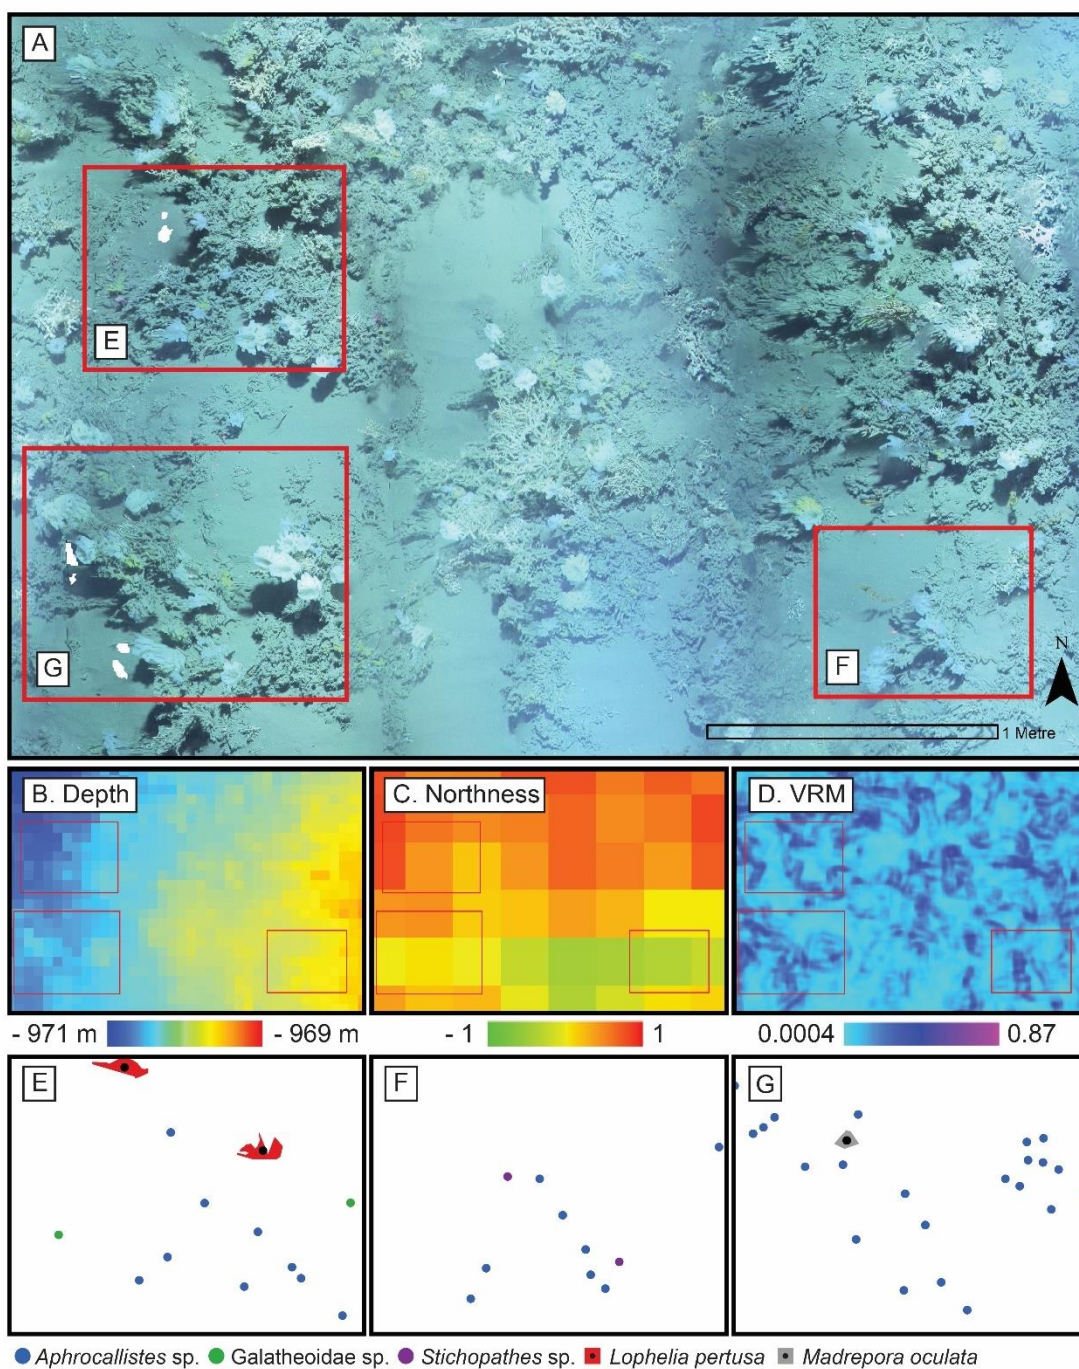 A
E
G
F
N
1 Metre
B. Depth
C. Northness
D. VRM
- 971 m - 969 m
- 1 1
0.0004 0.87
E
F
G
Aphrocallistes sp. Galatheoidae sp. Stichopathes sp. Lophelia pertusa Madrepora oculata